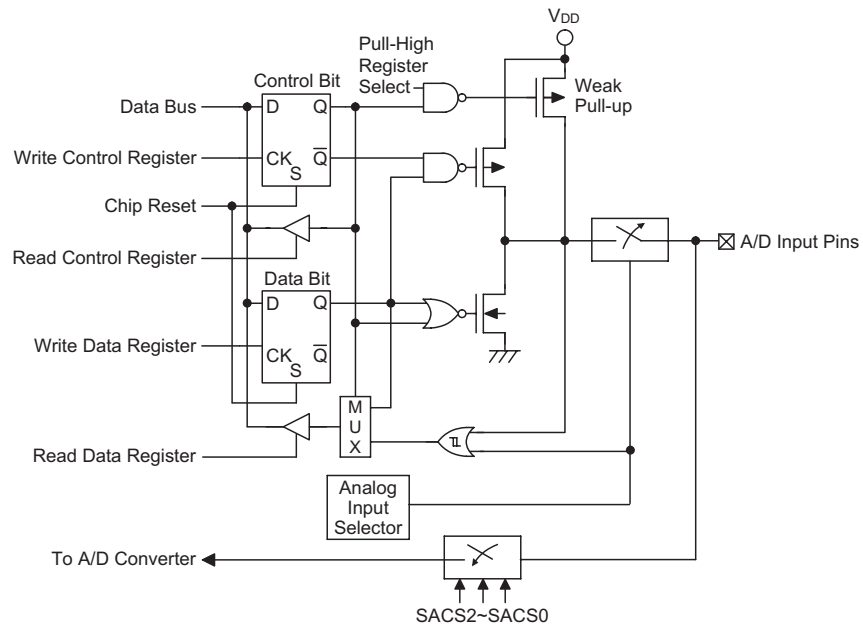 VDD
Pull-High
Register
Select
Control Bit
Weak
Pull-up
Data Bus
D
Q
Write Control Register
CK
Q
S
Chip Reset
Read Control Register
A/D Input Pins
Data Bit
D
Q
Write Data Register
CK
Q
S
M
U
X
Read Data Register
Analog
Input
Selector
To A/D Converter
SACS2~SACS0